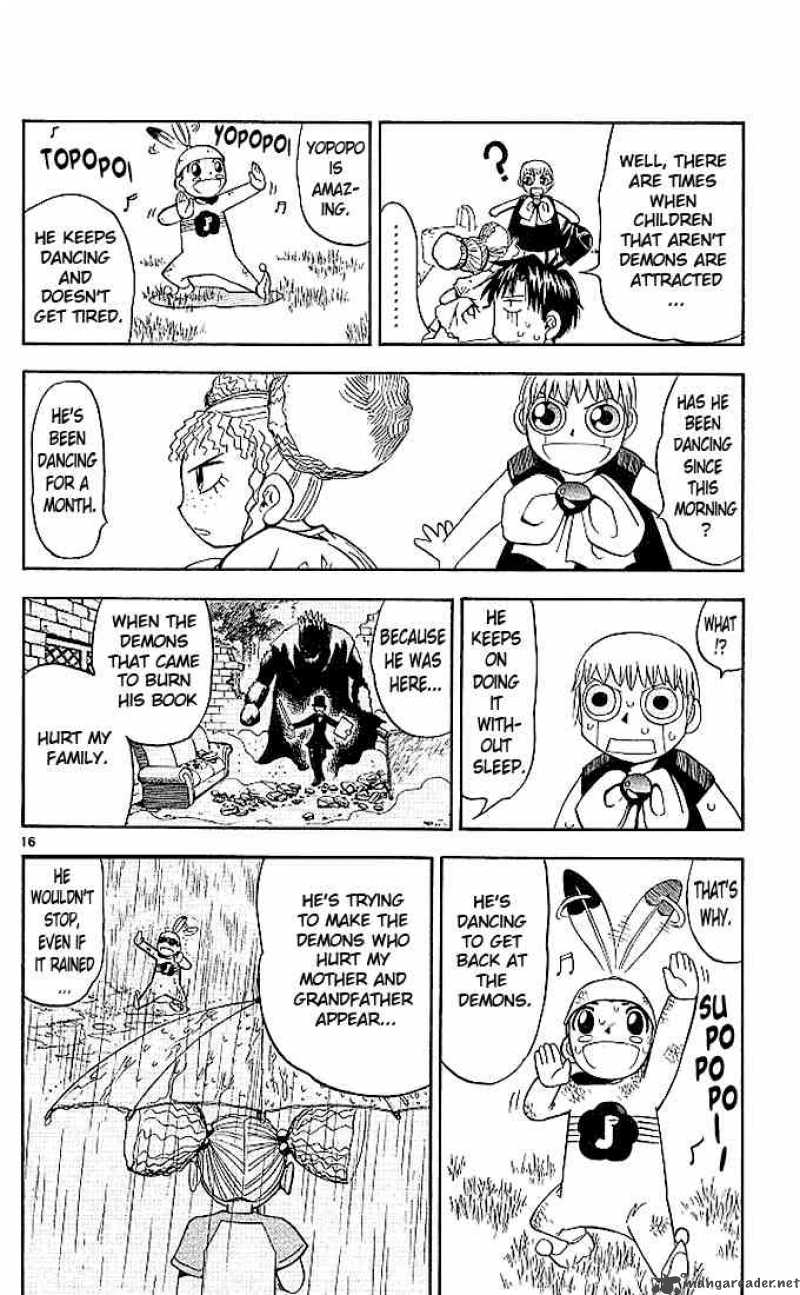 WELL, THERE
ARE TIMES
WHEN
CHILDREN
THAT AREN'T
DEMONS ARE
ATTRACTED
...
?
.........
YOPOPO
IS
AMAZ-
ING.
YOPOPOI
TOPOPOI
HE KEEPS
DANCING
AND
DOESN'T
GET TIRED.
HAS HE
BEEN
DANCING
SINCE
THIS
MORNING
?
HE'S
BEEN
DANCING
FOR A
MONTH.
WHAT
!?
HE
KEEPS
ON
DOING
IT
WITH-
OUT
SLEEP.
BECAUSE
HE WAS
HERE...
WHEN THE
DEMONS
THAT CAME
TO BURN
HIS BOOK
HURT MY
FAMILY.
16
THAT'S
WHY.
HE'S
DANCING
TO GET
BACK AT
THE
DEMONS.
SU
PO
PO
PO
I
I
HE'S TRYING
TO MAKE THE
DEMONS WHO
HURT MY
MOTHER AND
GRANDFATHER
APPEAR...
HE
WOULDN'T
STOP,
EVEN IF
IT RAINED
...
mangareader.net